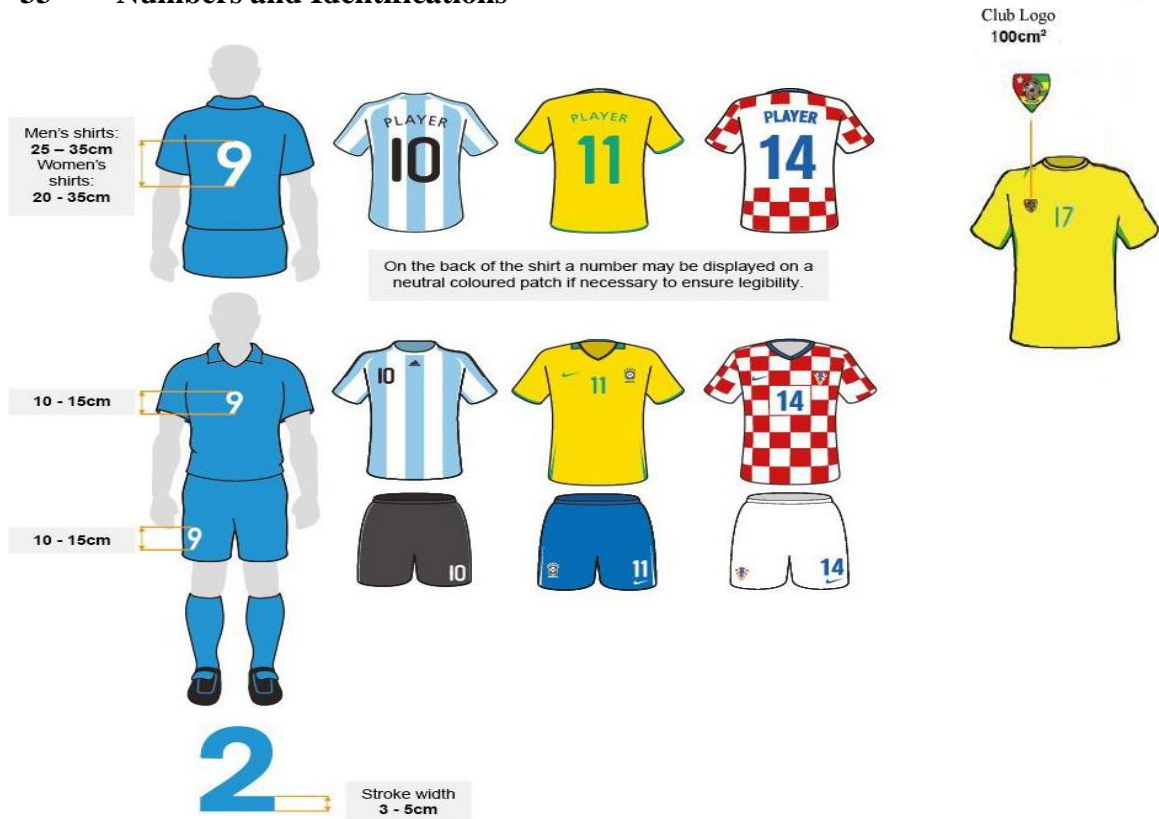 Numbers and Identifications
Club Logo
100cm²
Men's shirts:
25 – 35cm
Women's
shirts:
20 - 35cm
9
PLAYER
10
PLAYER
11
PLAYER
14
17
On the back of the shirt a number may be displayed on a
neutral coloured patch if necessary to ensure legibility.
10 - 15cm
9
10
11
14
10 - 15cm
9
10
11
14
2
Stroke width
3 - 5cm